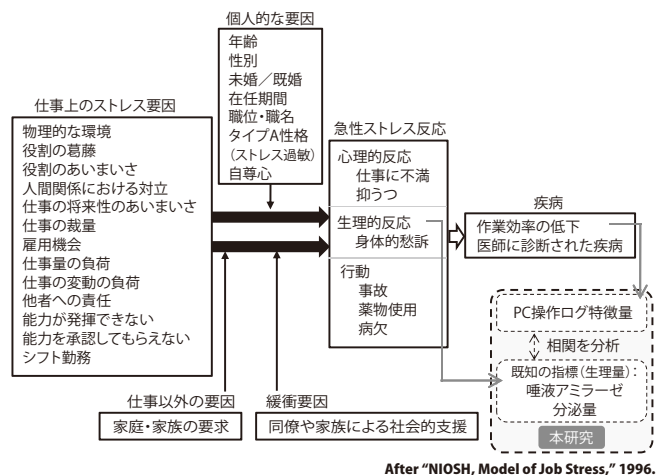 個人的な要因
年齢
性別
未婚／既婚
在任期間
職位・職名
タイプA性格
（ストレス過敏）
自尊心
仕事上のストレス要因
物理的な環境
役割の葛藤
役割のあいまいさ
人間関係における対立
仕事の将来性のあいまいさ
仕事の裁量
雇用機会
仕事量の負荷
仕事の変動の負荷
他者への責任
能力が発揮できない
能力を承認してもらえない
シフト勤務
急性ストレス反応
心理的反応
仕事に不満
抑うつ
生理的反応
身体的愁訴
行動
事故
薬物使用
病欠
疾病
作業効率の低下
医師に診断された疾病
PC操作ログ特徴量
相関を分析
既知の指標（生理量）：
唾液アミラーゼ
分泌量
本研究
仕事以外の要因
家庭・家族の要求
緩衝要因
同僚や家族による社会的支援
After “NIOSH, Model of Job Stress,” 1996.